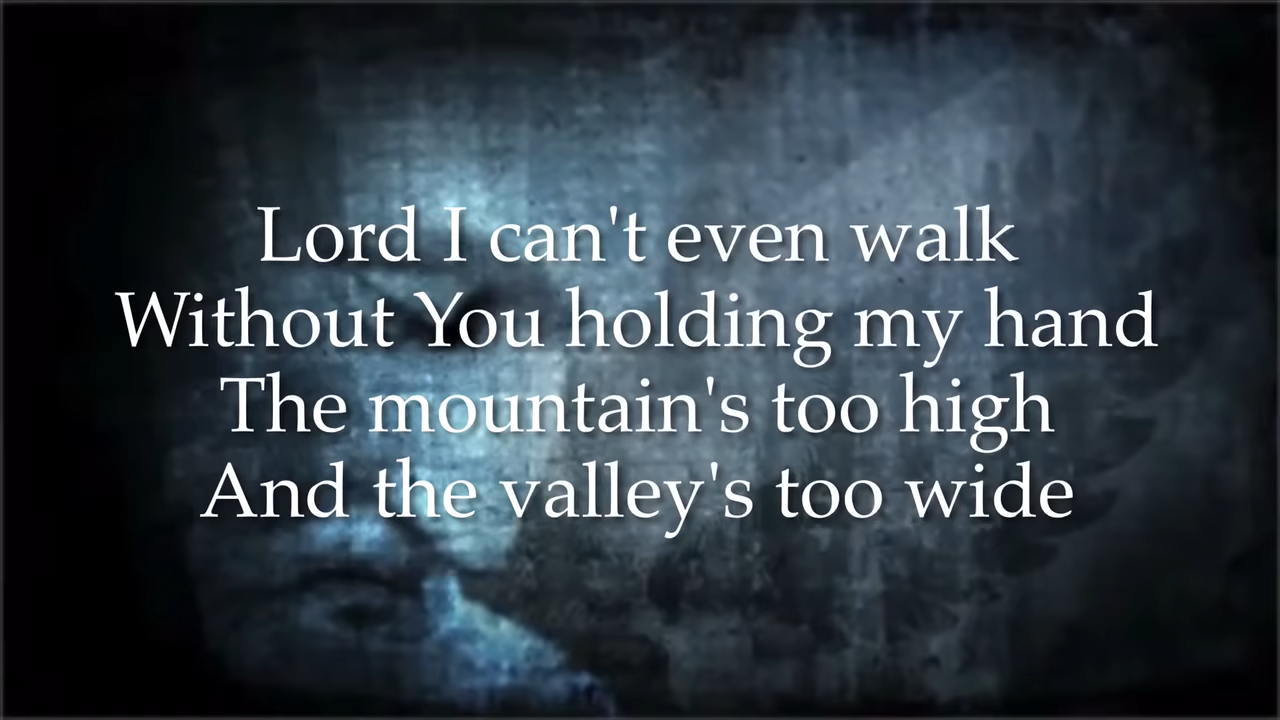 Lord I can't even walk
Without You holding my hand
The mountain's too high
And the valley's too wide